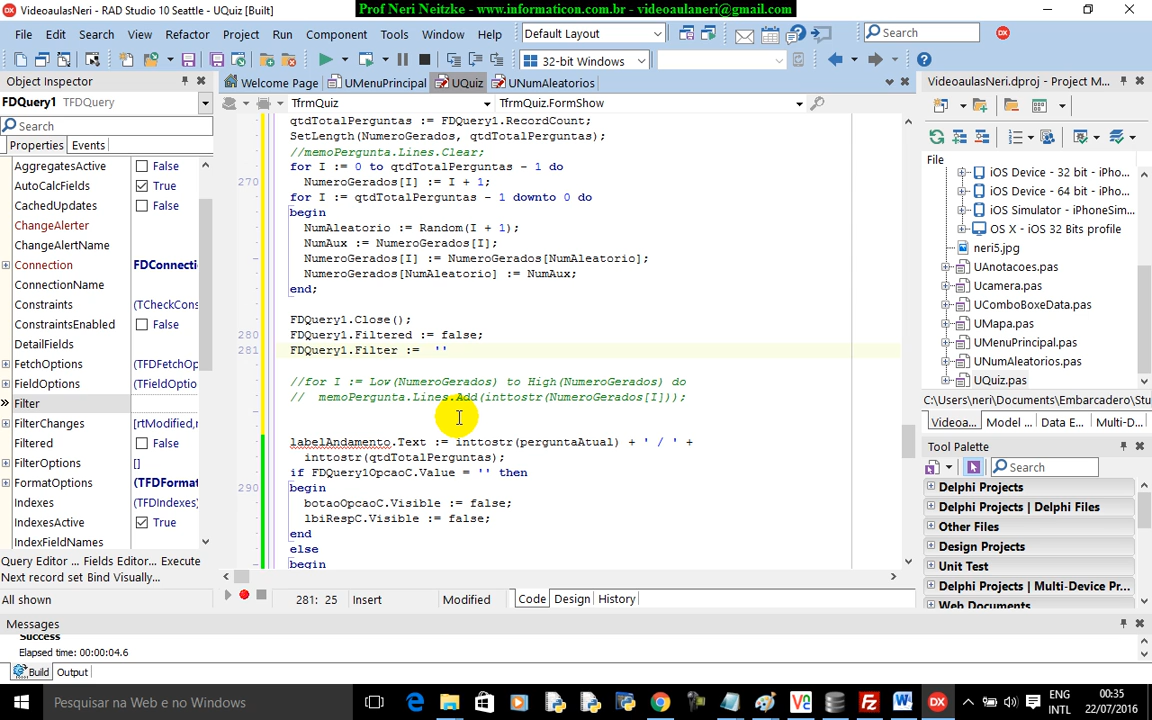 VideoaulasNeri - RAD Studio 10 Seattle - UQuiz [Built]
Prof Neri Neitzke - www.informaticon.com.br - videoaulaneri@gmail.com
File Edit Search View Refactor Project Run Component Tools Window Help
Default Layout
Search
32-bit Windows
Object Inspector
FDQuery1 TFDQuery
Search
Properties Events
AggregatesActive False
AutoCalcFields True
CachedUpdates False
ChangeAlerter
ChangeAlertName
Connection FDConnecti
ConnectionName
Constraints (TCheckCons
ConstraintsEnabled False
DetailFields
FetchOptions (TFDFetchOp
FieldOptions (TFieldOptio
Filter
FilterChanges [rtModified,r
Filtered False
FilterOptions []
FormatOptions (TFDFormat
Indexes (TFDIndexes)
IndexesActive True
IndexFieldNames
Query Editor ... Fields Editor... Execute
Next record set Bind Visually...
All shown
Welcome Page UMenuPrincipal UQuiz UNumAleatorios
TfrmQuiz TfrmQuiz.FormShow
qtdTotalPerguntas := FDQuery1.RecordCount;
SetLength(NumeroGerados, qtdTotalPerguntas);
//memoPergunta.Lines.Clear;
for I := 0 to qtdTotalPerguntas - 1 do
270 NumeroGerados[I] := I + 1;
for I := qtdTotalPerguntas - 1 downto 0 do
begin
NumAleatorio := Random(I + 1);
NumAux := NumeroGerados[I];
NumeroGerados[I] := NumeroGerados[NumAleatorio];
NumeroGerados[NumAleatorio] := NumAux;
end;
FDQuery1.Close();
280 FDQuery1.Filtered := false;
281 FDQuery1.Filter := ''
//for I := Low(NumeroGerados) to High(NumeroGerados) do
// memoPergunta.Lines.Add(inttostr(NumeroGerados[I]));
labelAndamento.Text := inttostr(perguntaAtual) + ' / ' +
inttostr(qtdTotalPerguntas);
if FDQuery1OpcaoC.Value = '' then
290 begin
botaoOpcaoC.Visible := false;
lbiRespC.Visible := false;
end
else
begin
281: 25 Insert Modified Code Design History
VideoaulasNeri.dproj - Project M...
File
iOS Device - 32 bit - iPho...
iOS Device - 64 bit - iPho...
iOS Simulator - iPhoneSim...
OS X - iOS 32 Bits profile
neri5.jpg
UAnotacoes.pas
Ucamera.pas
UComboBoxeData.pas
UMapa.pas
UMenuPrincipal.pas
UNumAleatorios.pas
UQuiz.pas
C:\Users\neri\Documents\Embarcadero\Stu
Videoa... Model ... Data E... Multi-D...
Tool Palette
Search
Delphi Projects
Delphi Projects | Delphi Files
Other Files
Design Projects
Unit Test
Delphi Projects | Multi-Device Pr...
Web Documents
Messages
Success
Elapsed time: 00:00:04.6
Build Output
Pesquisar na Web e no Windows
ENG
INTL
00:35
22/07/2016